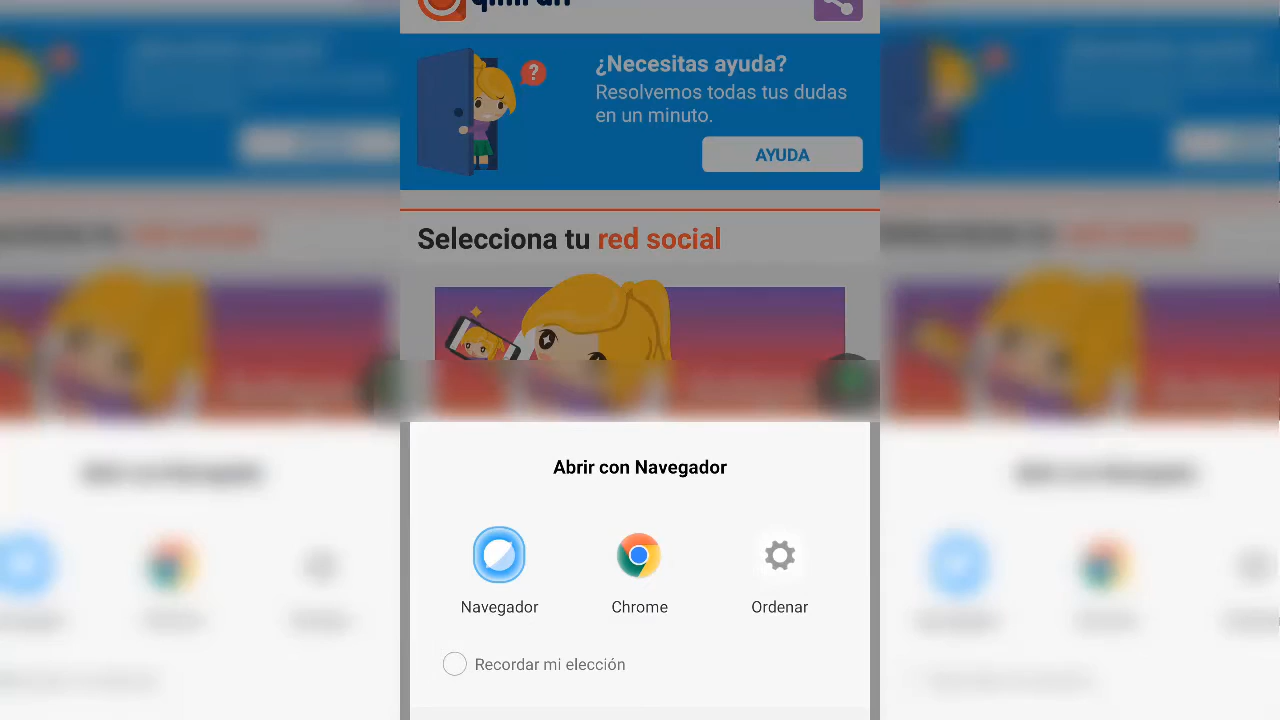 ¿Necesitas ayuda?
Resolvemos todas tus dudas
en un minuto.
AYUDA
Selecciona tu red social
Abrir con Navegador
Navegador
Chrome
Ordenar
Recordar mi elección